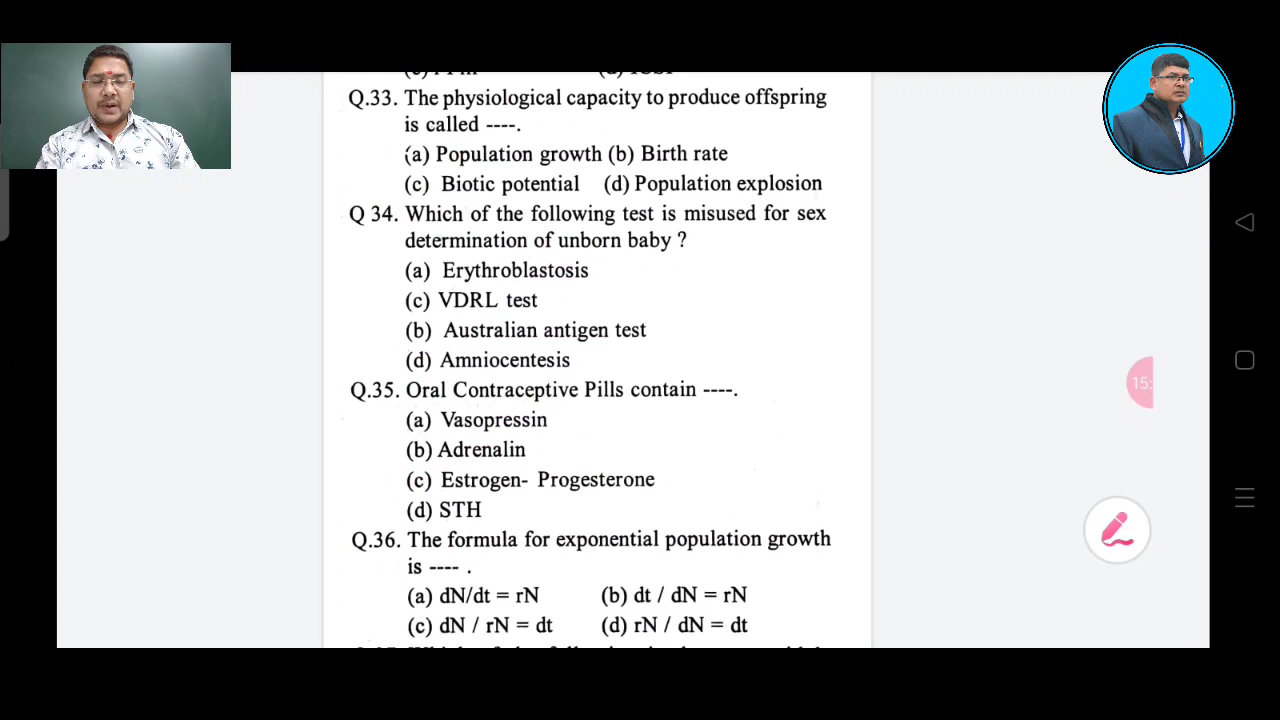 Q.33. The physiological capacity to produce offspring
is called ----.
(a) Population growth (b) Birth rate
(c) Biotic potential (d) Population explosion
Q 34. Which of the following test is misused for sex
determination of unborn baby ?
(a) Erythroblastosis
(c) VDRL test
(b) Australian antigen test
(d) Amniocentesis
Q.35. Oral Contraceptive Pills contain ----.
(a) Vasopressin
(b) Adrenalin
(c) Estrogen- Progesterone
(d) STH
Q.36. The formula for exponential population growth
is ---- .
(a) dN/dt = rN (b) dt / dN = rN
(c) dN / rN = dt (d) rN / dN = dt
15: